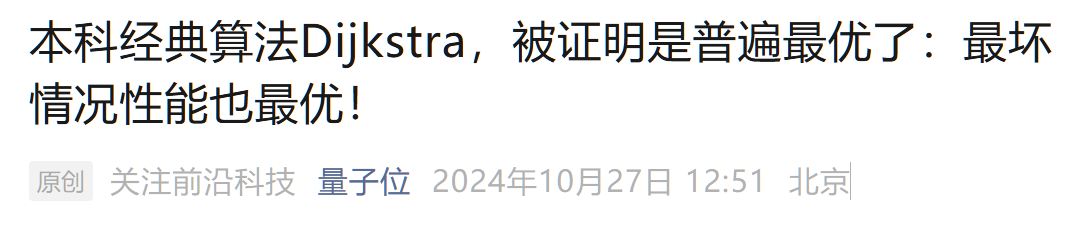 本科经典算法Dijkstra，被证明是普遍最优了：最坏
情况性能也最优！
原创 关注前沿科技 量子位 2024年10月27日 12:51 北京